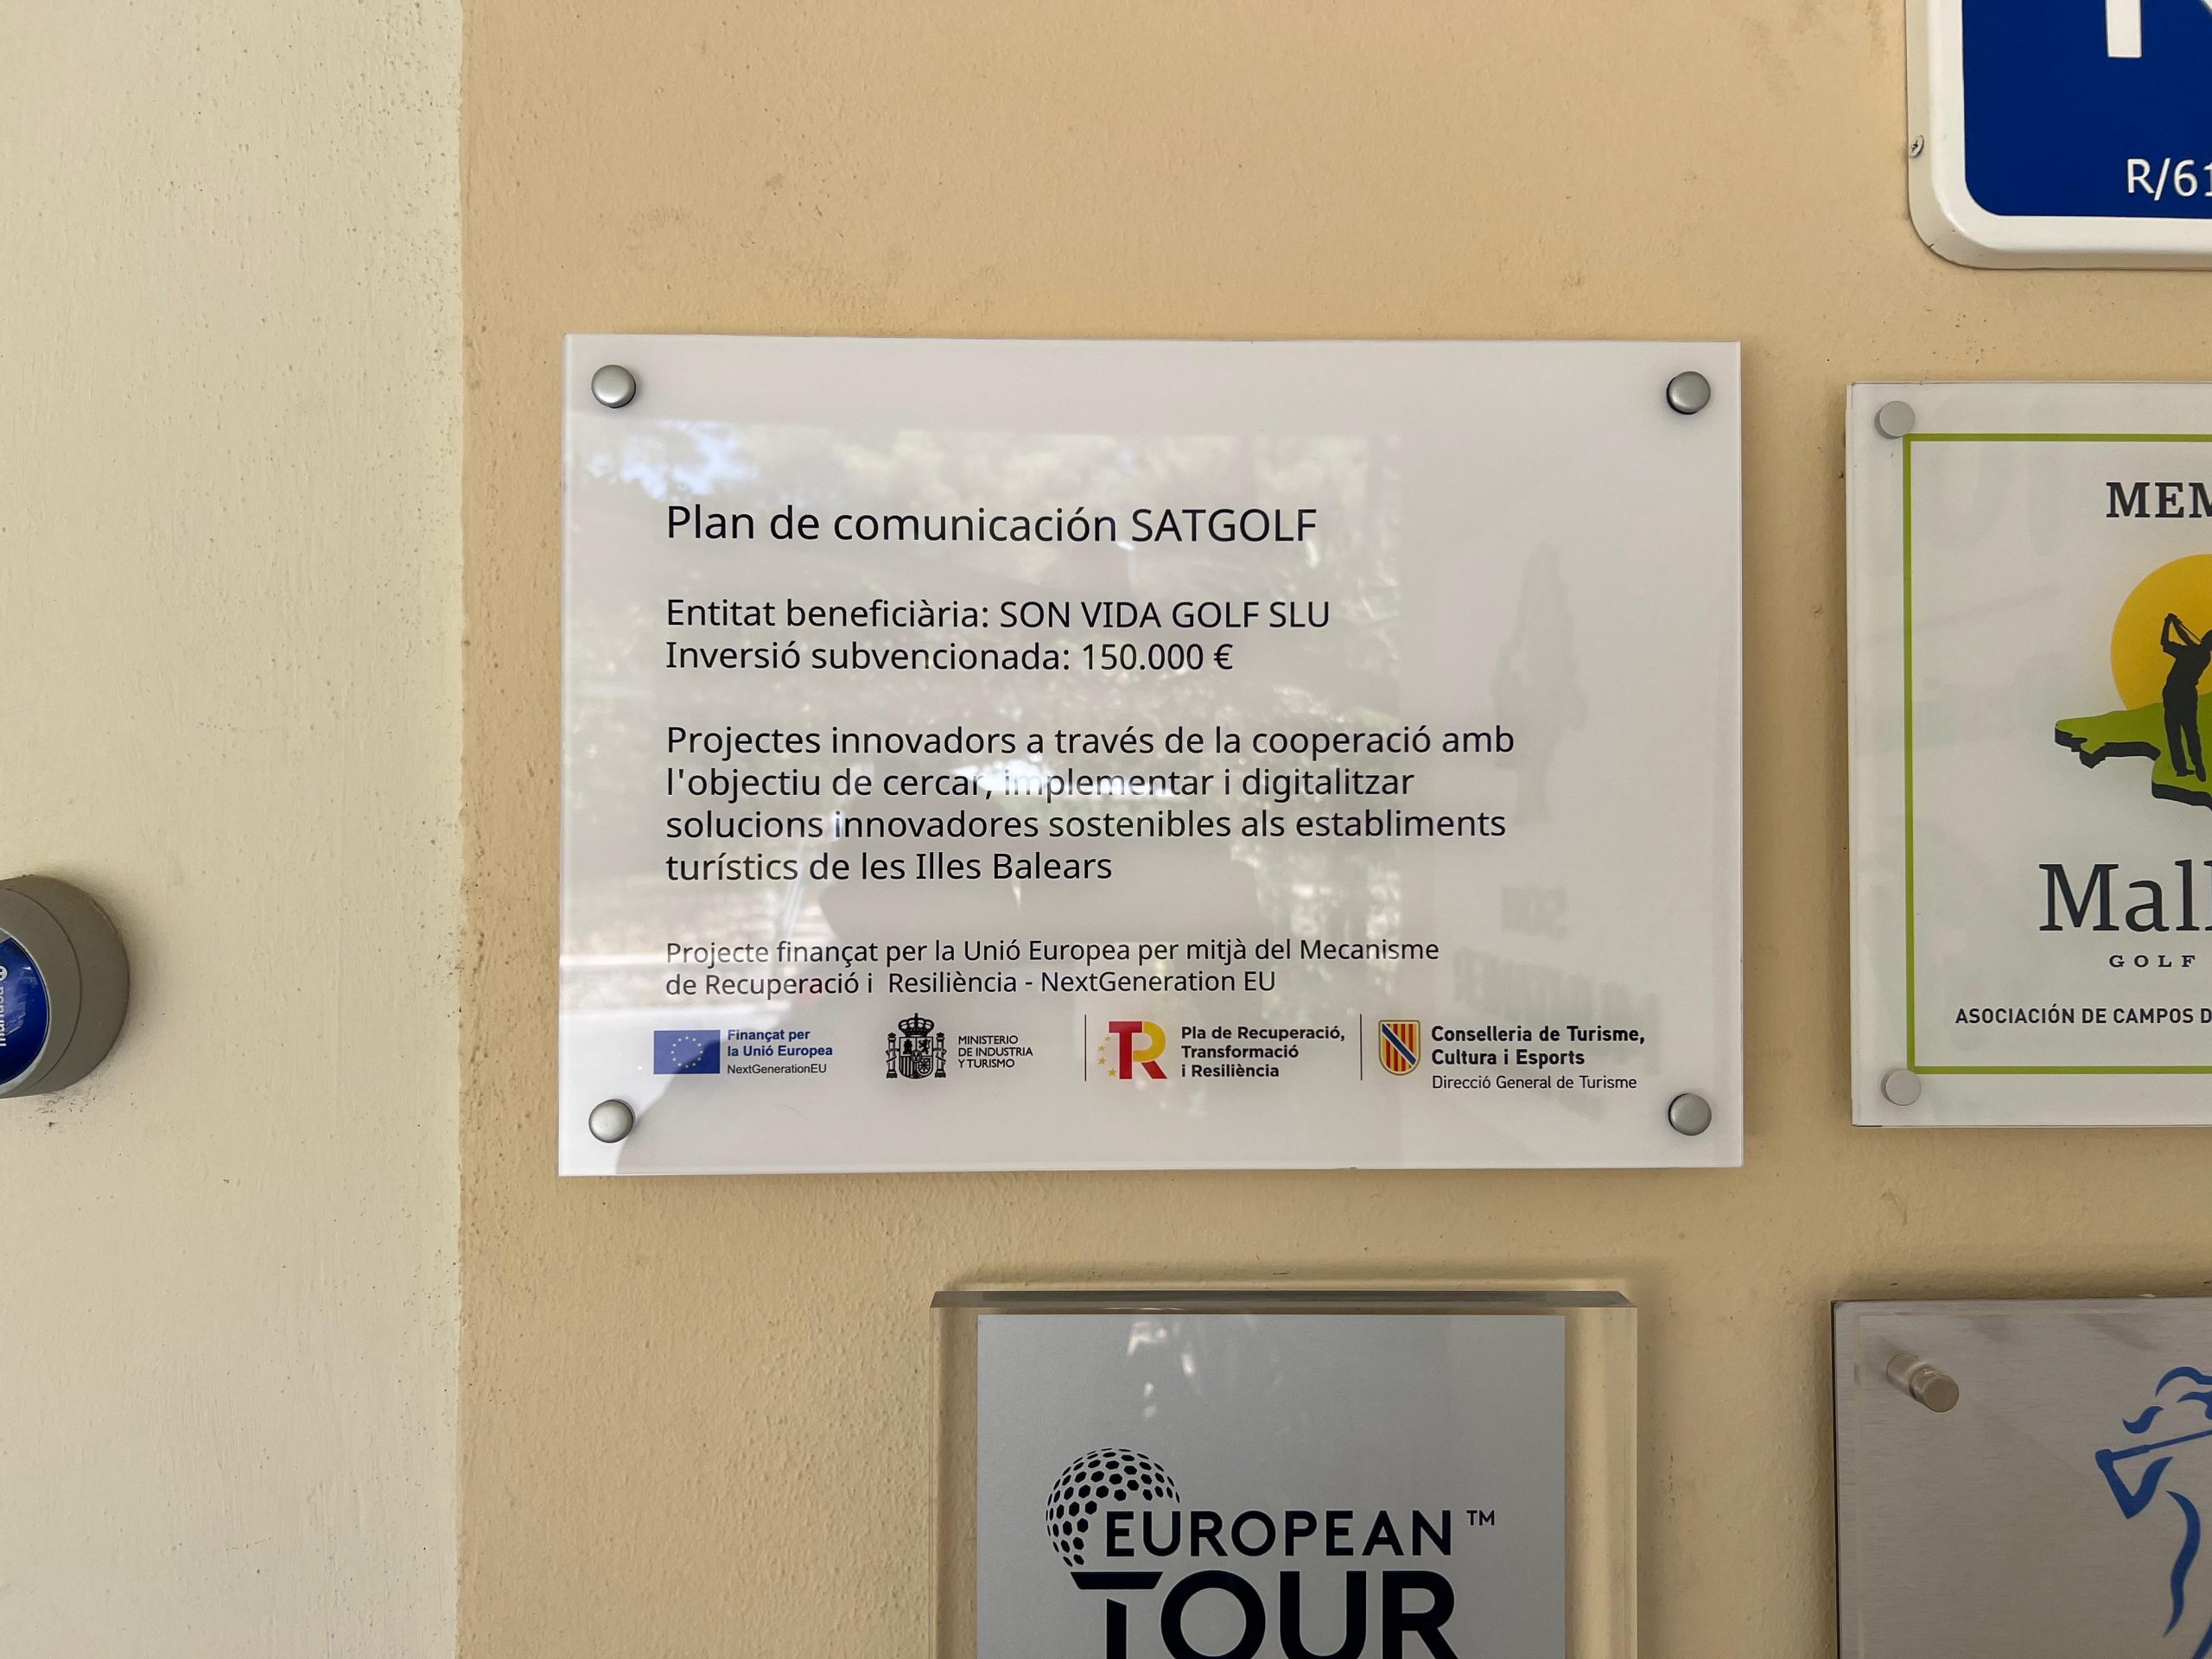 R/61
Plan de comunicación SATGOLF
Entitat beneficiària: SON VIDA GOLF SLU
Inversió subvencionada: 150.000 €
Projectes innovadors a través de la cooperació amb
l'objectiu de cercar, implementar i digitalitzar
solucions innovadores sostenibles als establiments
turístics de les Illes Balears
Projecte finançat per la Unió Europea per mitjà del Mecanisme
de Recuperació i  Resiliència - NextGeneration EU
Finançat per
la Unió Europea
NextGenerationEU
MINISTERIO
DE INDUSTRIA
Y TURISMO
Pla de Recuperació,
Transformació
i Resiliència
Conselleria de Turisme,
Cultura i Esports
Direcció General de Turisme
MEM
Mall
GOLF
ASOCIACIÓN DE CAMPOS D
EUROPEAN ™
TOUR